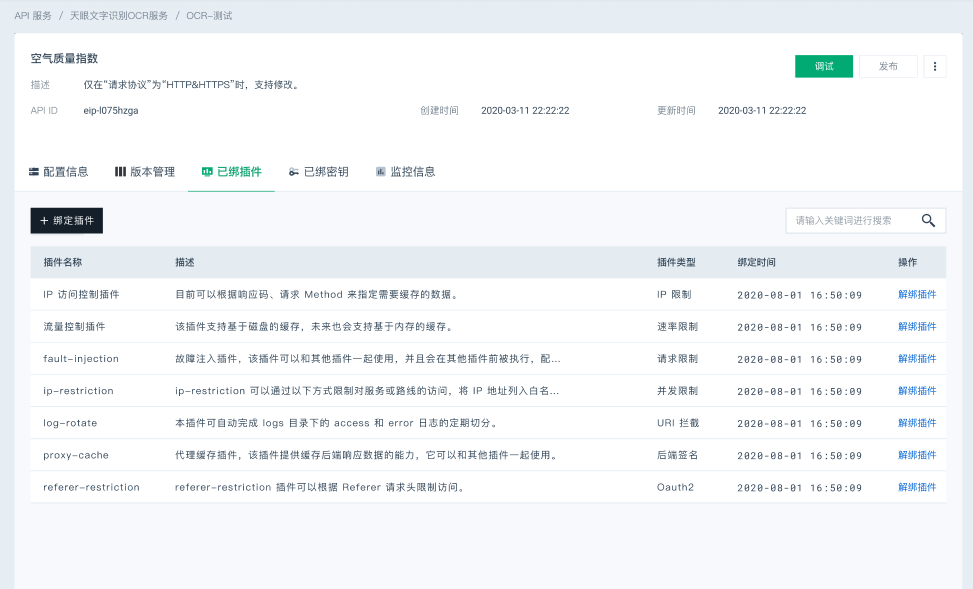 API 服务 / 天眼文字识别OCR服务 / OCR-测试
空气质量指数
调试 发布
描述 仅在“请求协议”为“HTTP&HTTPS”时，支持修改。
API ID eip-l075hzga 创建时间 2020-03-11 22:22:22 更新时间 2020-03-11 22:22:22
配置信息 版本管理 已绑插件 已绑密钥 监控信息
+ 绑定插件 请输入关键词进行搜索
插件名称 描述 插件类型 绑定时间 操作
IP 访问控制插件 目前可以根据响应码、请求 Method 来指定需要缓存的数据。 IP 限制 2020-08-01 16:50:09 解绑插件
流量控制插件 该插件支持基于磁盘的缓存，未来也会支持基于内存的缓存。 速率限制 2020-08-01 16:50:09 解绑插件
fault-injection 故障注入插件，该插件可以和其他插件一起使用，并且会在其他插件前被执行，配... 请求限制 2020-08-01 16:50:09 解绑插件
ip-restriction ip-restriction 可以通过以下方式限制对服务或路线的访问，将 IP 地址列入白名... 并发限制 2020-08-01 16:50:09 解绑插件
log-rotate 本插件可自动完成 logs 目录下的 access 和 error 日志的定期切分。 URI 拦截 2020-08-01 16:50:09 解绑插件
proxy-cache 代理缓存插件，该插件提供缓存后端响应数据的能力，它可以和其他插件一起使用。 后端签名 2020-08-01 16:50:09 解绑插件
referer-restriction referer-restriction 插件可以根据 Referer 请求头限制访问。 Oauth2 2020-08-01 16:50:09 解绑插件